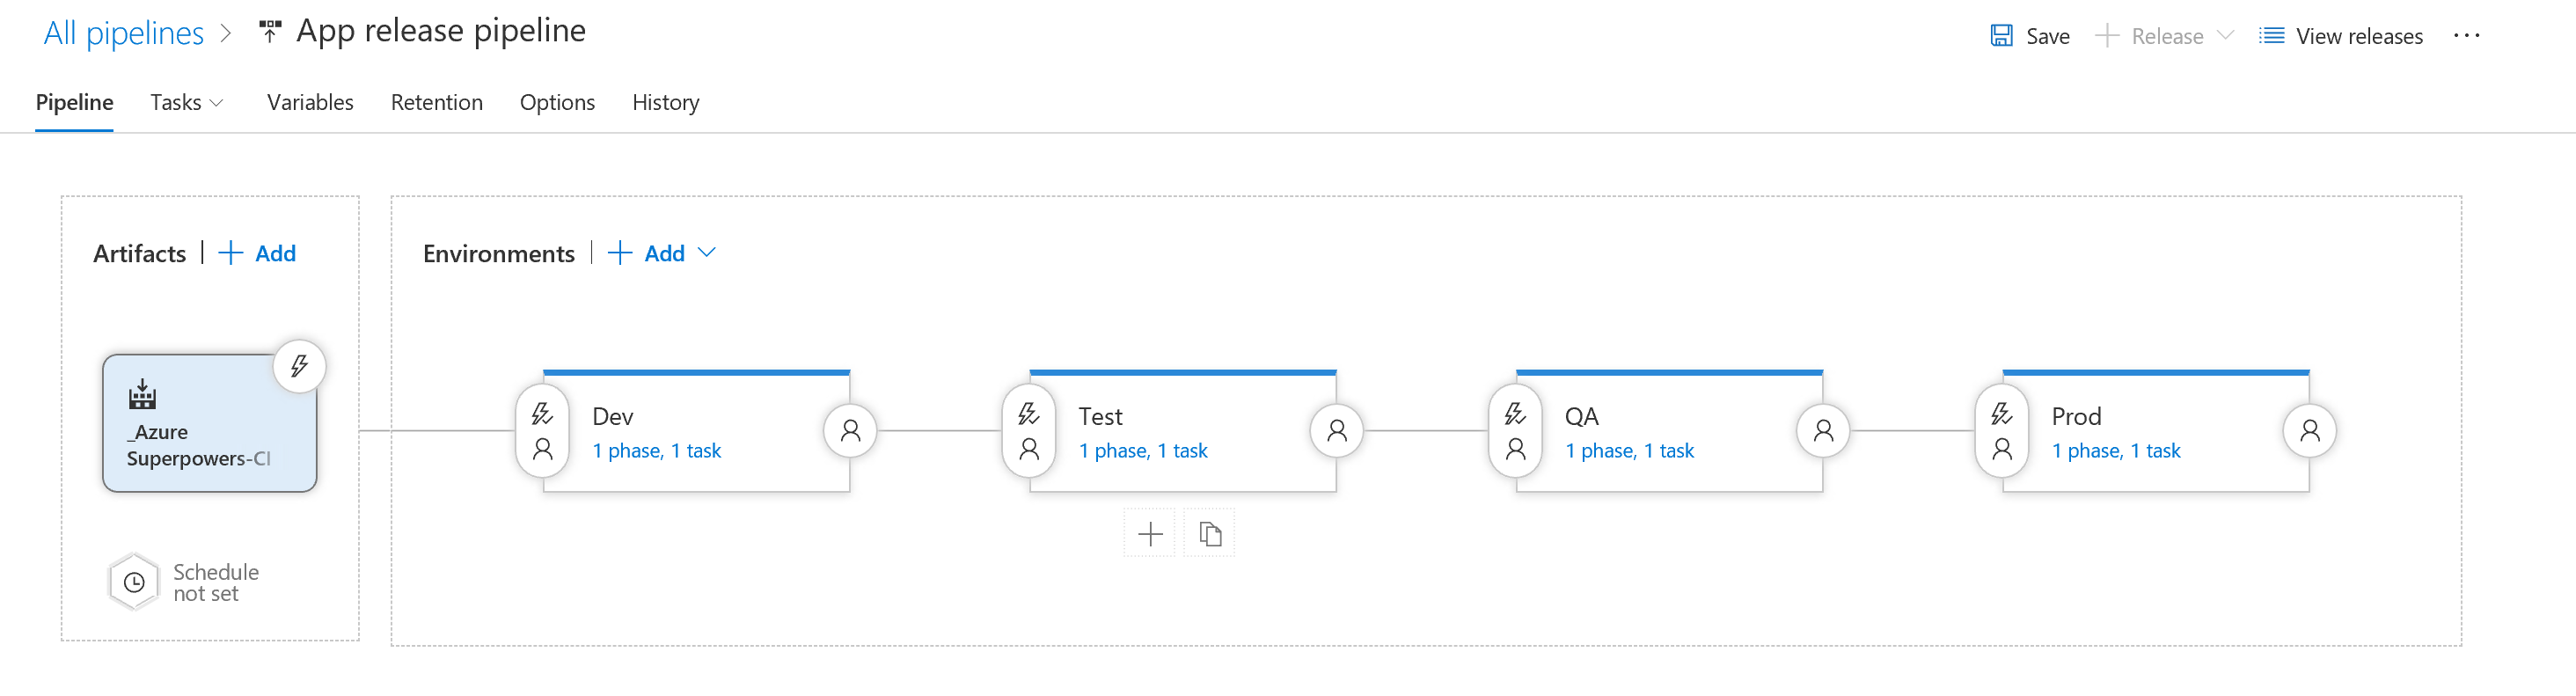 All pipelines > App release pipeline
Save
Release
View releases
Pipeline
Tasks
Variables
Retention
Options
History
Artifacts | + Add
Environments | + Add
_Azure
Superpowers-CI
Schedule
not set
Dev
1 phase, 1 task
Test
1 phase, 1 task
QA
1 phase, 1 task
Prod
1 phase, 1 task